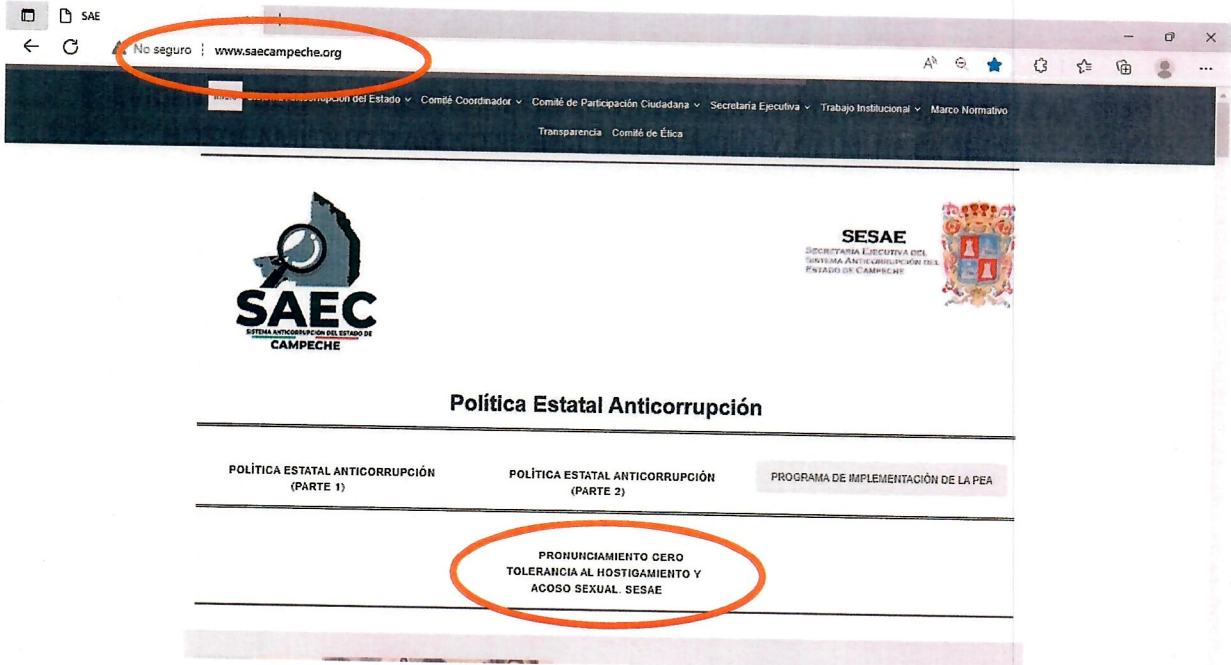 SAE
No seguro www.saecampeche.org
Inicio Sistema Anticorrupción del Estado Comité Coordinador Comité de Participación Ciudadana Secretaría Ejecutiva Trabajo Institucional Marco Normativo
Transparencia Comité de Ética
SAEC
SISTEMA ANTICORRUPCIÓN DEL ESTADO DE
CAMPECHE
SESAE
SECRETARÍA EJECUTIVA DEL
SISTEMA ANTICORRUPCIÓN DEL
ESTADO DE CAMPECHE
Política Estatal Anticorrupción
POLÍTICA ESTATAL ANTICORRUPCIÓN
(PARTE 1)
POLÍTICA ESTATAL ANTICORRUPCIÓN
(PARTE 2)
PROGRAMA DE IMPLEMENTACIÓN DE LA PEA
PRONUNCIAMIENTO CERO
TOLERANCIA AL HOSTIGAMIENTO Y
ACOSO SEXUAL. SESAE